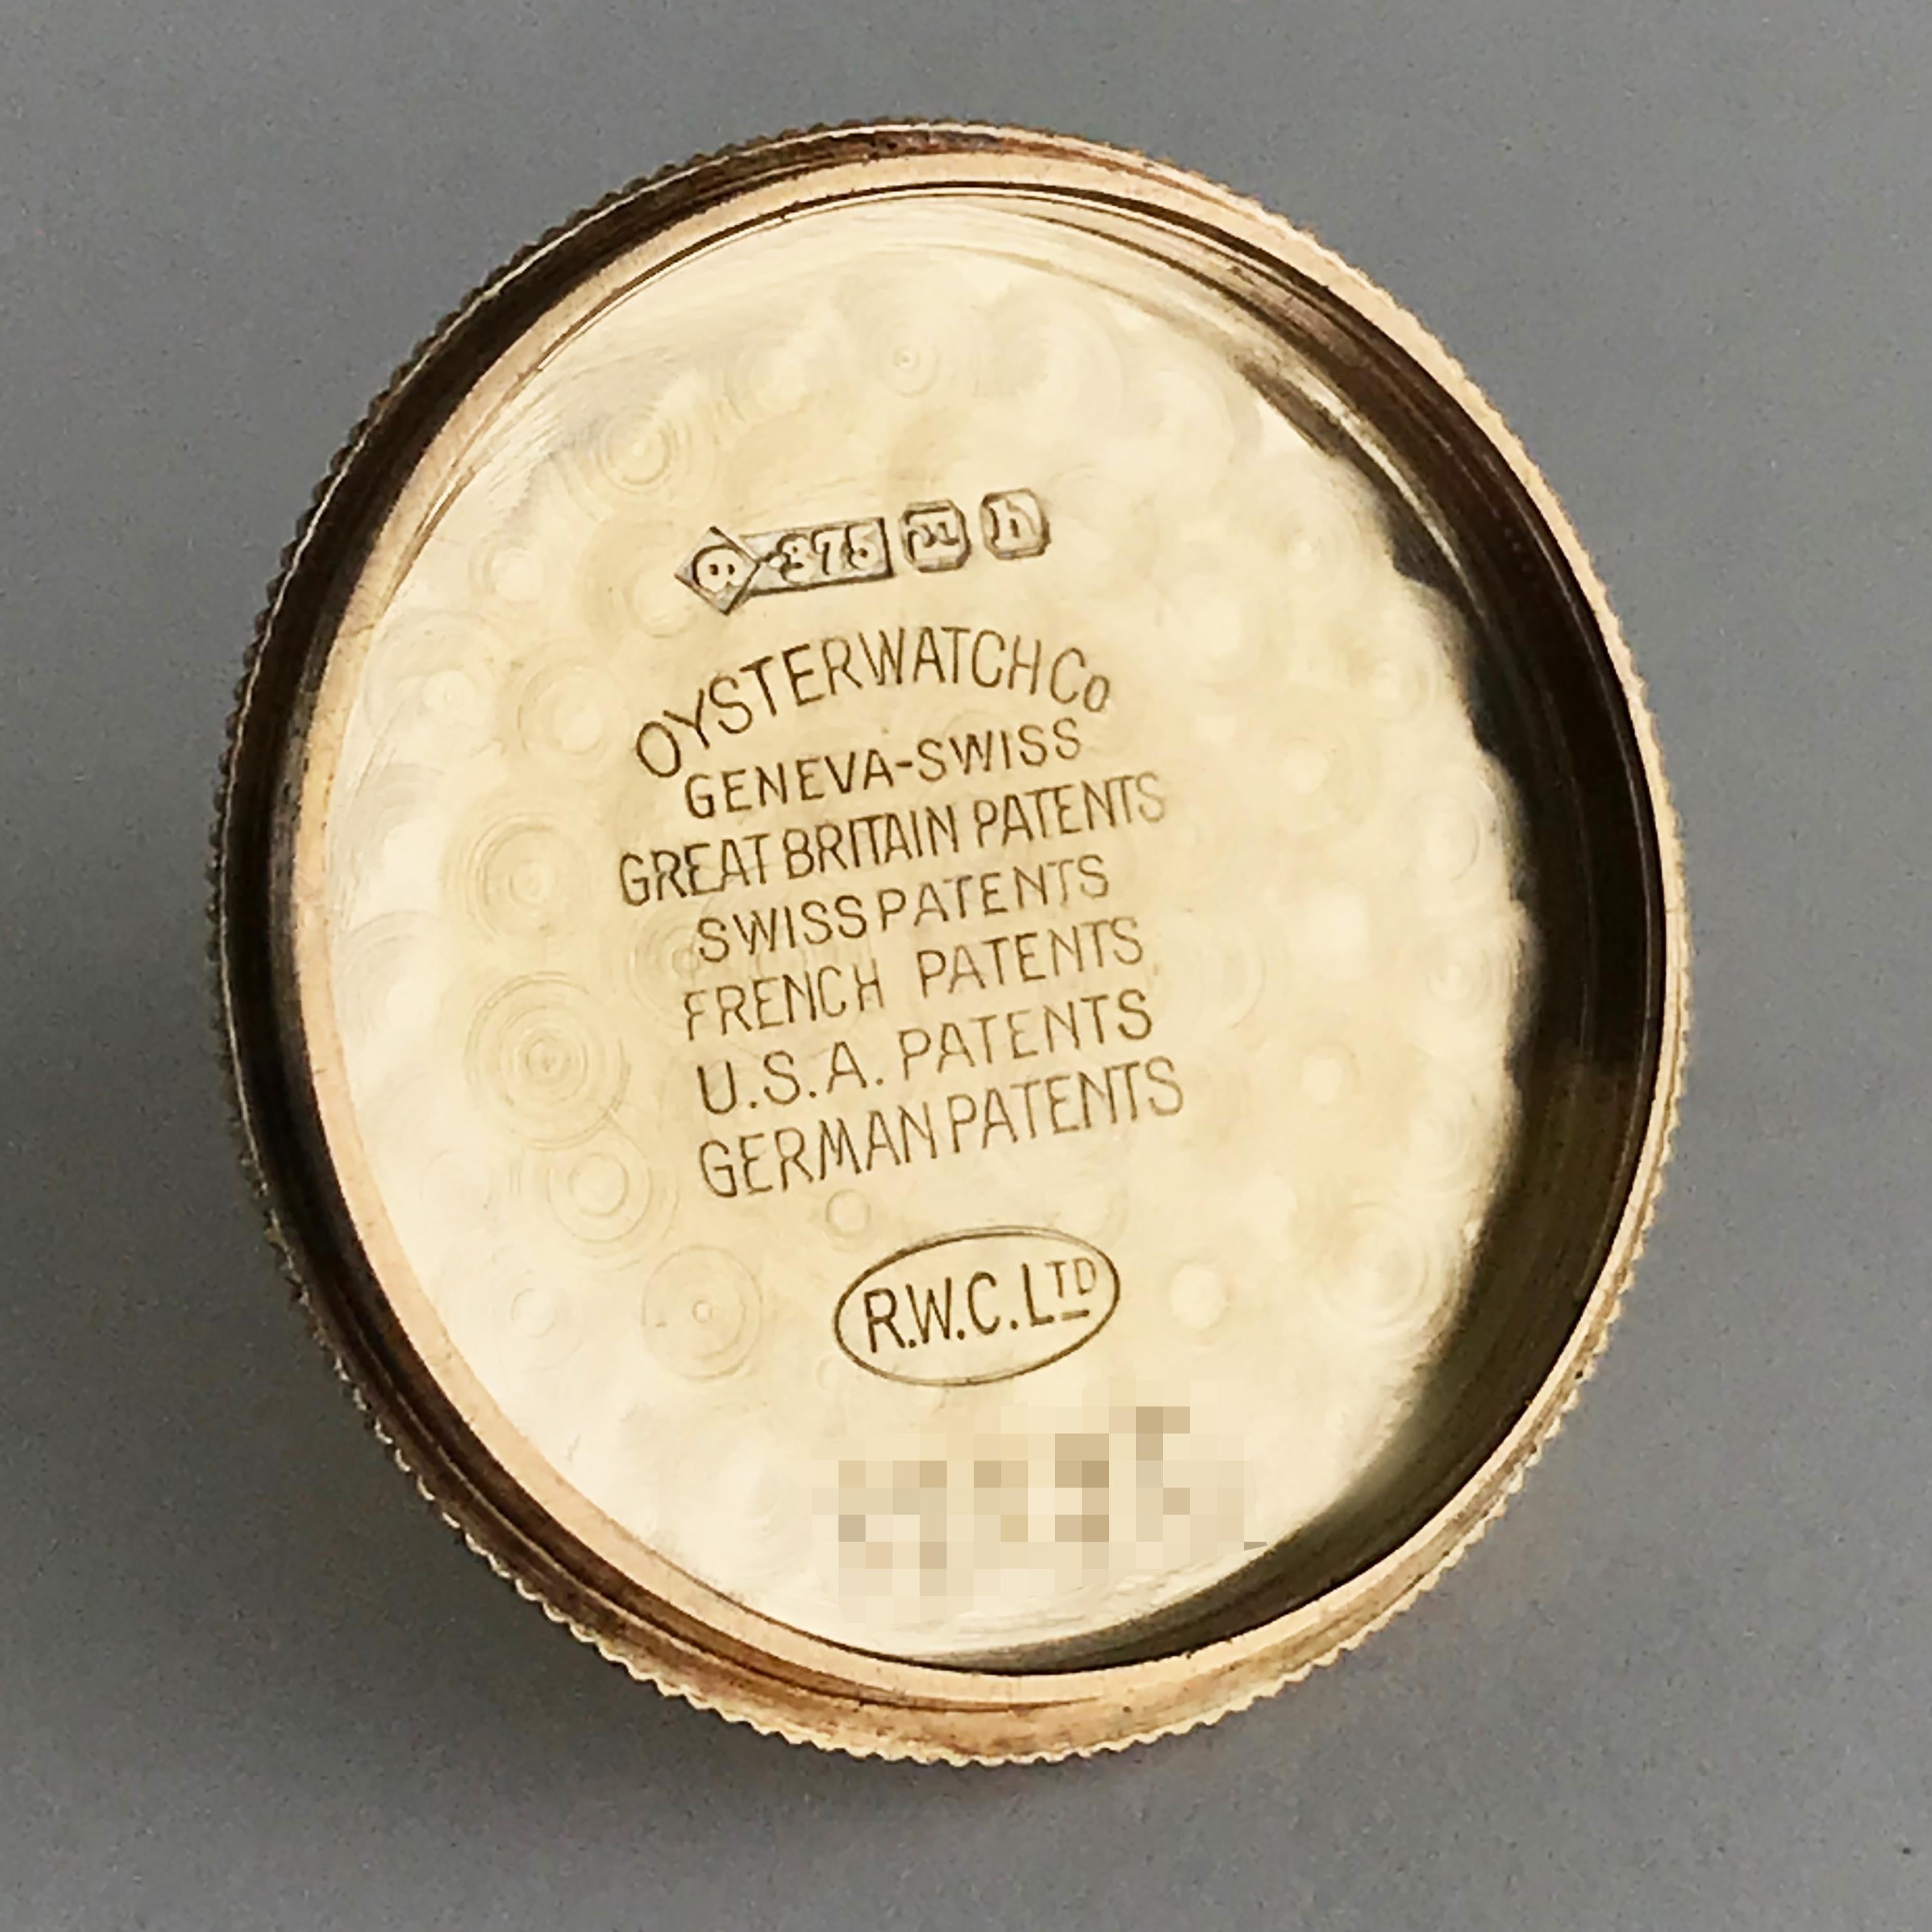 ·375 h
OYSTERWATCH Co
GENEVA-SWISS
GREAT BRITAIN PATENTS
SWISS PATENTS
FRENCH PATENTS
U.S.A. PATENTS
GERMAN PATENTS
R.W.C. LTD